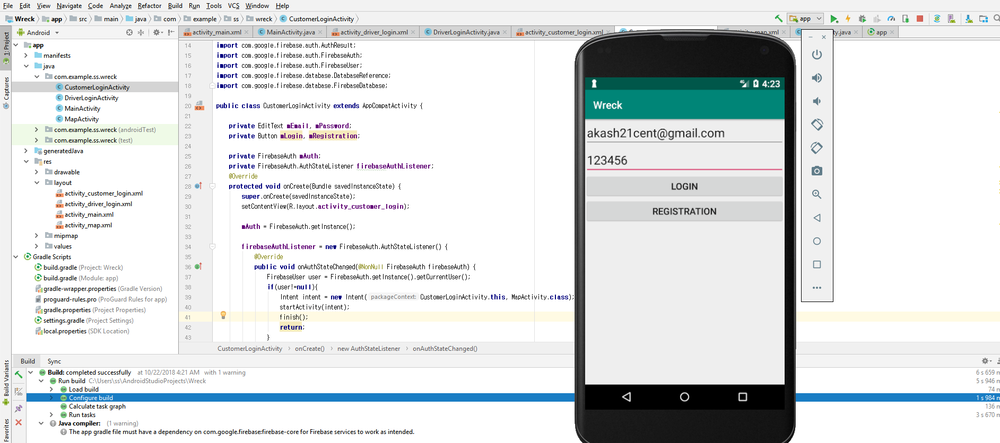 File Edit View Navigate Code Analyze Refactor Build Run Tools VCS Window Help
Wreck app src main java com example ss wreck CustomerLoginActivity app
Android
activity_main.xml MainActivity.java activity_driver_login.xml DriverLoginActivity.java activity_customer_login.xml app
1: Project
Captures
Build Variants
Favorites
app
manifests
java
com.example.ss.wreck
CustomerLoginActivity
DriverLoginActivity
MainActivity
MapActivity
com.example.ss.wreck (androidTest)
com.example.ss.wreck (test)
generatedJava
res
drawable
layout
activity_customer_login.xml
activity_driver_login.xml
activity_main.xml
activity_map.xml
mipmap
values
Gradle Scripts
build.gradle (Project: Wreck)
build.gradle (Module: app)
gradle-wrapper.properties (Gradle Version)
proguard-rules.pro (ProGuard Rules for app)
gradle.properties (Project Properties)
settings.gradle (Project Settings)
local.properties (SDK Location)
14 import com.google.firebase.auth.AuthResult;
15 import com.google.firebase.auth.FirebaseAuth;
16 import com.google.firebase.auth.FirebaseUser;
17 import com.google.firebase.database.DatabaseReference;
18 import com.google.firebase.database.FirebaseDatabase;
19
20 public class CustomerLoginActivity extends AppCompatActivity {
21
22 private EditText mEmail, mPassword;
23 private Button mLogin, mRegistration;
24
25 private FirebaseAuth mAuth;
26 private FirebaseAuth.AuthStateListener firebaseAuthListener;
27 @Override
28 protected void onCreate(Bundle savedInstanceState) {
29 super.onCreate(savedInstanceState);
30 setContentView(R.layout.activity_customer_login);
31
32 mAuth = FirebaseAuth.getInstance();
33
34 firebaseAuthListener = new FirebaseAuth.AuthStateListener() {
35 @Override
36 public void onAuthStateChanged(@NonNull FirebaseAuth firebaseAuth) {
37 FirebaseUser user = FirebaseAuth.getInstance().getCurrentUser();
38 if(user!=null){
39 Intent intent = new Intent( packageContext: CustomerLoginActivity.this, MapActivity.class);
40 startActivity(intent);
41 finish();
42 return;
43 }
CustomerLoginActivity onCreate() new AuthStateListener onAuthStateChanged()
4G 4:23
Wreck
akash21cent@gmail.com
123456
LOGIN
REGISTRATION
Build Sync
Build: completed successfully at 10/22/2018 4:21 AM with 1 warning 6 s 659 m
Run build C:\Users\ss\AndroidStudioProjects\Wreck 5 s 946 m
Load build 74 m
Configure build 1 s 984 m
Calculate task graph 136 m
Run tasks 3 s 670 m
Java compiler: (1 warning)
The app gradle file must have a dependency on com.google.firebase:firebase-core for Firebase services to work as intended.